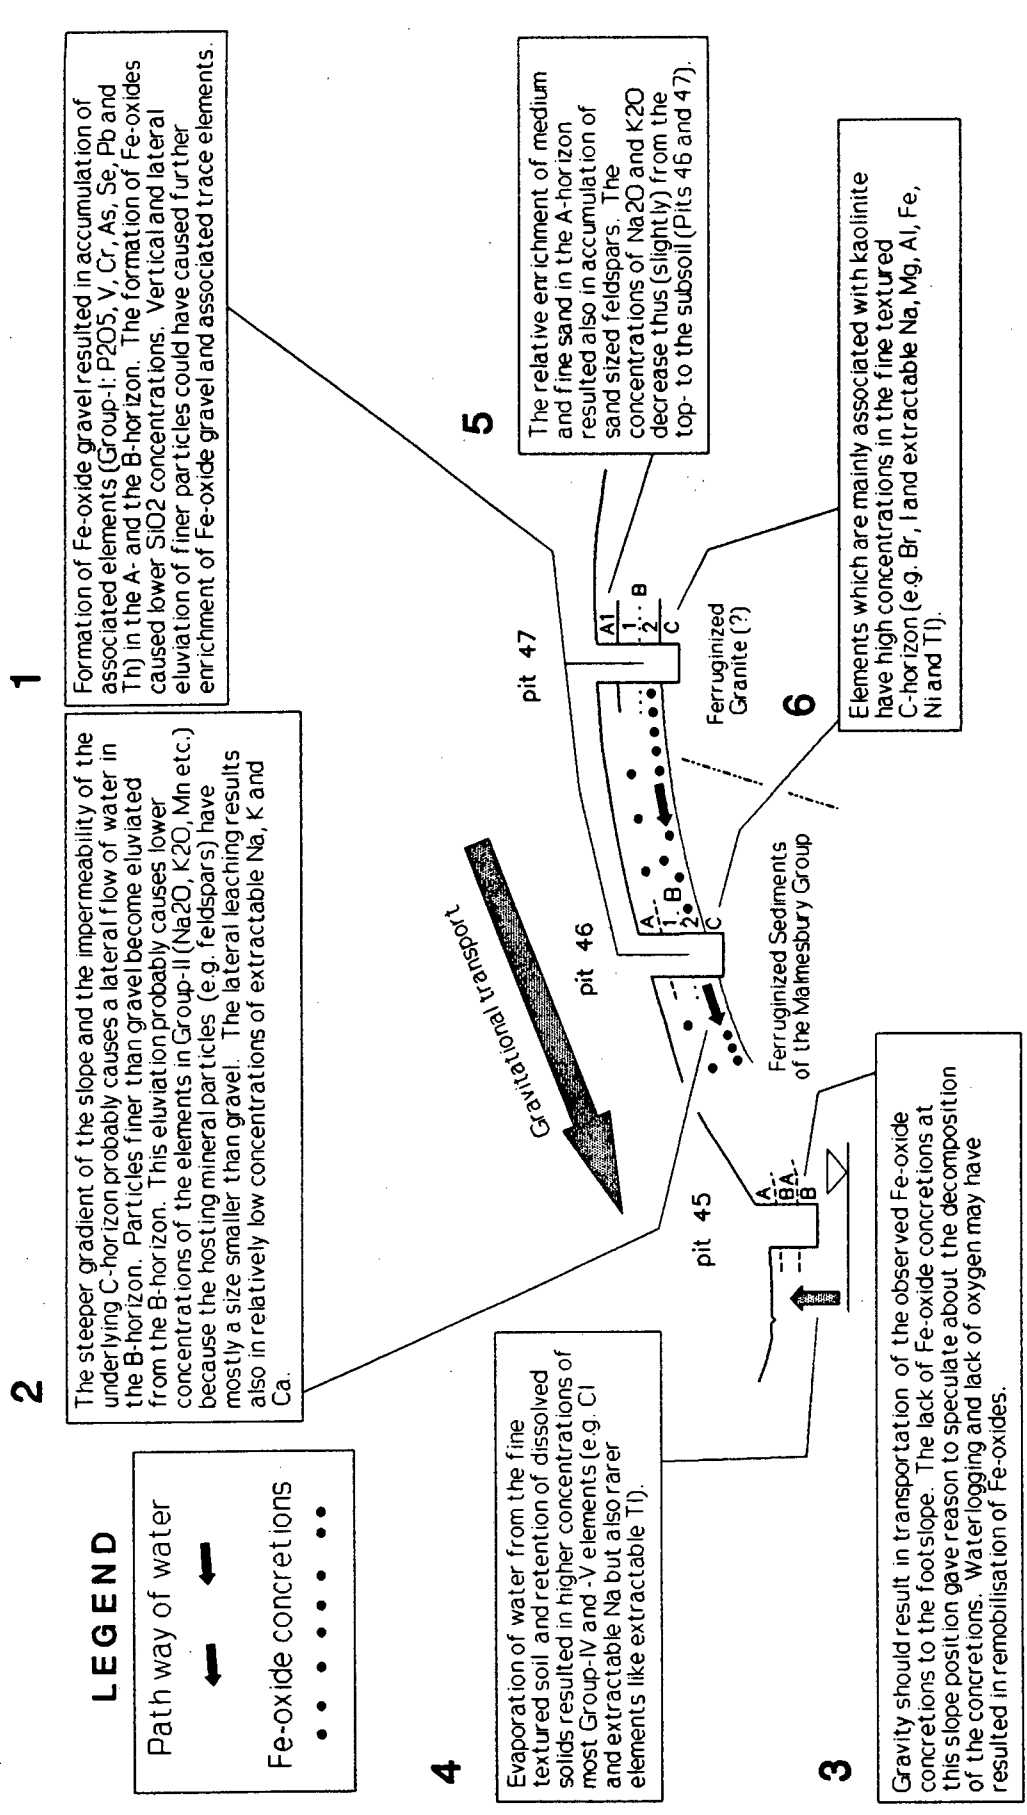 1
Formation of Fe-oxide gravel resulted in accumulation of
associated elements (Group-I: P2O5, V, Cr, As, Se, Pb and
Th) in the A- and the B-horizon. The formation of Fe-oxides
caused lower SiO2 concentrations. Vertical and lateral
eluviation of finer particles could have caused further
enrichment of Fe-oxide gravel and associated trace elements.
2
The steeper gradient of the slope and the impermeability of the
underlying C-horizon probably causes a lateral flow of water in
the B-horizon. Particles finer than gravel become eluviated
from the B-horizon. This eluviation probably causes lower
concentrations of the elements in Group-II (Na2O, K2O, Mn etc.)
because the hosting mineral particles (e.g. feldspars) have
mostly a size smaller than gravel. The lateral leaching results
also in relatively low concentrations of extractable Na, K and
Ca.
LEGEND
Path way of water
Fe-oxide concretions
5
The relative enrichment of medium
and fine sand in the A-horizon
resulted also in accumulation of
sand sized feldspars. The
concentrations of Na2O and K2O
decrease thus (slightly) from the
top- to the subsoil (Pits 46 and 47).
Gravitational transport
pit 47
A1
1
2
B
C
Ferruginized
Granite (?)
pit 46
A
1
2
B
C
Ferruginized Sediments
of the Malmesbury Group
pit 45
A
BA
B
6
Elements which are mainly associated with kaolinite
have high concentrations in the fine textured
C-horizon (e.g. Br, I and extractable Na, Mg, Al, Fe,
Ni and Tl).
4
Evaporation of water from the fine
textured soil and retention of dissolved
solids resulted in higher concentrations of
most Group-IV and -V elements (e.g. Cl
and extractable Na but also rarer
elements like extractable Tl).
3
Gravity should result in transportation of the observed Fe-oxide
concretions to the footslope. The lack of Fe-oxide concretions at
this slope position gave reason to speculate about the decomposition
of the concretions. Waterlogging and lack of oxygen may have
resulted in remobilisation of Fe-oxides.